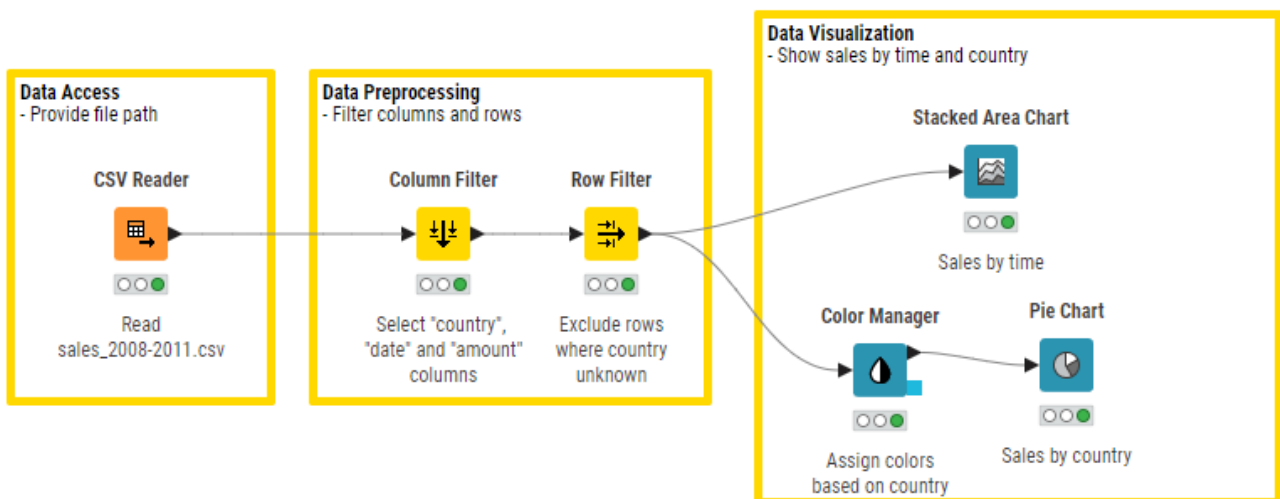 Data Access
- Provide file path
CSV Reader
Read
sales_2008-2011.csv
Data Preprocessing
- Filter columns and rows
Column Filter
Select "country",
"date" and "amount"
columns
Row Filter
Exclude rows
where country
unknown
Data Visualization
- Show sales by time and country
Stacked Area Chart
Sales by time
Color Manager
Assign colors
based on country
Pie Chart
Sales by country